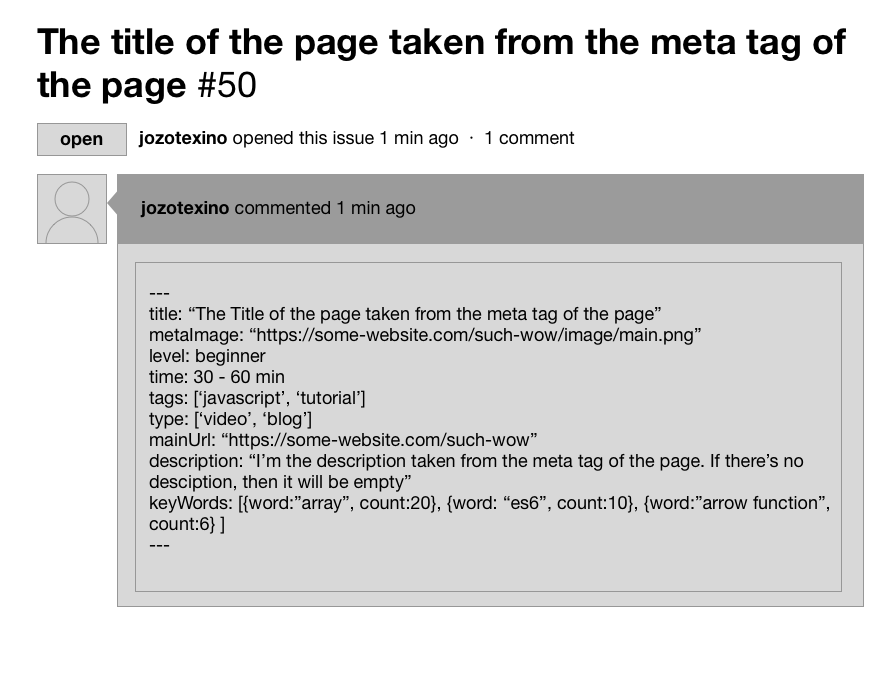 The title of the page taken from the meta tag of
the page #50
open
jozotexino opened this issue 1 min ago · 1 comment
jozotexino commented 1 min ago
---
title: “The Title of the page taken from the meta tag of the page”
metaImage: “https://some-website.com/such-wow/image/main.png”
level: beginner
time: 30 - 60 min
tags: [‘javascript’, ‘tutorial’]
type: [‘video’, ‘blog’]
mainUrl: “https://some-website.com/such-wow”
description: “I’m the description taken from the meta tag of the page. If there’s no
desciption, then it will be empty”
keyWords: [{word:”array”, count:20}, {word: “es6”, count:10}, {word:”arrow function”,
count:6} ]
---